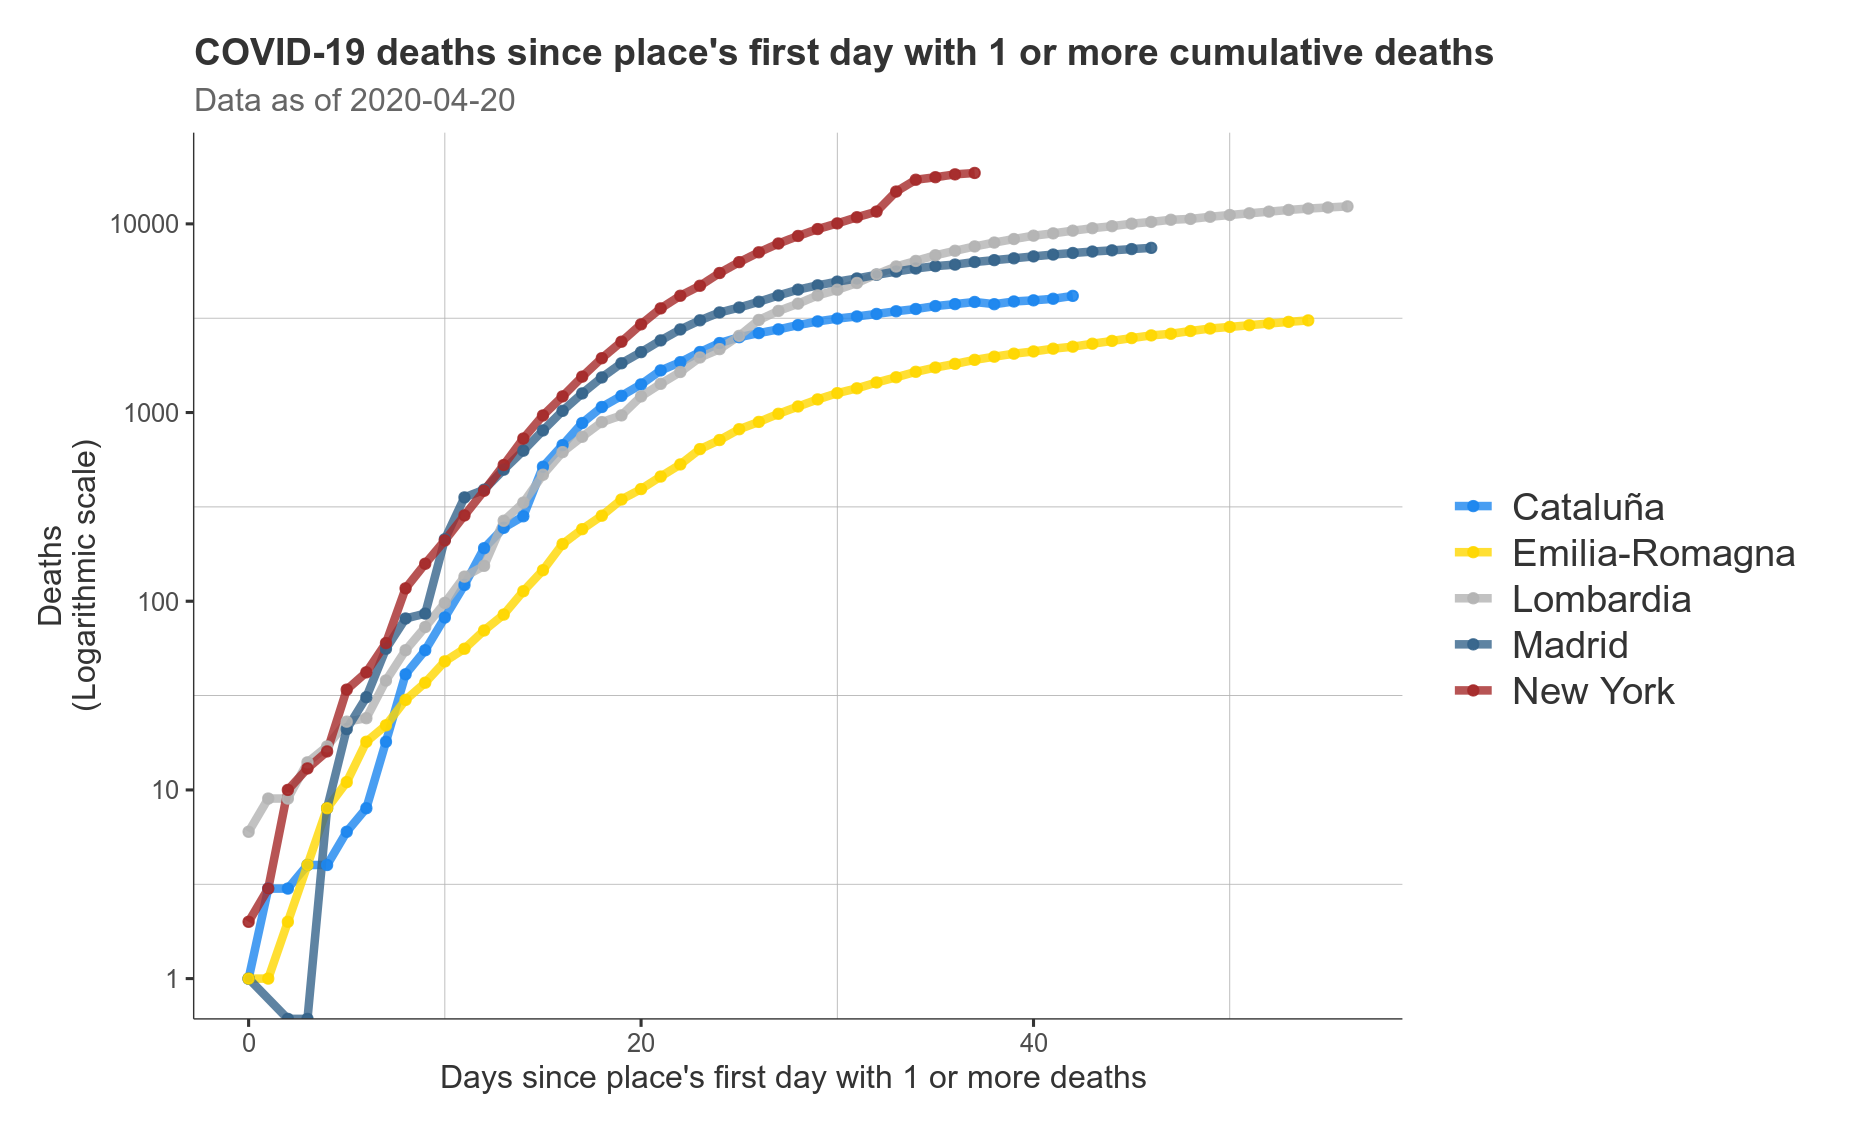 COVID-19 deaths since place's first day with 1 or more cumulative deaths
Data as of 2020-04-20
Deaths
(Logarithmic scale)
10000
1000
100
10
1
0
20
40
Days since place's first day with 1 or more deaths
Cataluña
Emilia-Romagna
Lombardia
Madrid
New York